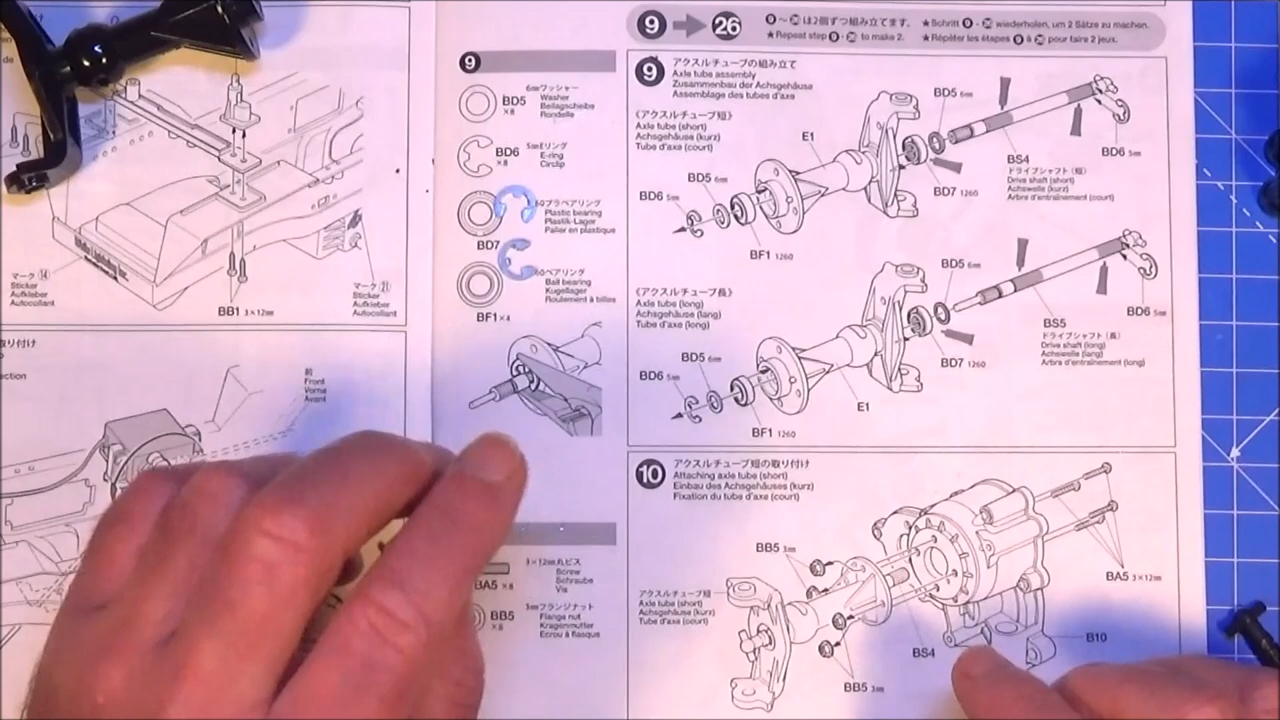 マーク⑭
Sticker
Aufkleber
Autocollant
BB1 3×12㎜
マーク㉑
Sticker
Aufkleber
Autocollant
前
Front
Vorne
Avant
9
BD5
×8
6㎜ワッシャー
Washer
Beilagscheibe
Rondelle
BD6
×8
5㎜Eリング
E-ring
Circlip
BD7
プラベアリング
Plastic bearing
Plastik-Lager
Palier en plastique
BF1×4
ベアリング
Ball bearing
Kugellager
Roulement à billes
BA5 ×8
3×12㎜丸ビス
Screw
Schraube
Vis
BB5
×8
3㎜フランジナット
Flange nut
Kragenmutter
Ecrou à flasque
9 → 26
9〜26は2個ずつ組み立てます。
★Repeat step 9 - 26 to make 2.
★Schritt 9 - 26 wiederholen, um 2 Sätze zu machen.
★Répéter les étapes 9 à 26 pour faire 2 jeux.
9
アクスルチューブの組み立て
Axle tube assembly
Zusammenbau der Achsgehäuse
Assemblage des tubes d'axe
《アクスルチューブ短》
Axle tube (short)
Achsgehäuse (kurz)
Tube d'axe (court)
E1
BD5 6㎜
BD6 5㎜
BS4
ドライブシャフト（短）
Drive shaft (short)
Achswelle (kurz)
Arbre d'entraînement (court)
BD7 1260
BD5 6㎜
BD6 5㎜
BF1 1260
《アクスルチューブ長》
Axle tube (long)
Achsgehäuse (lang)
Tube d'axe (long)
BD5 6㎜
BD6 5㎜
BS5
ドライブシャフト（長）
Drive shaft (long)
Achswelle (long)
Arbre d'entraînement (long)
BD7 1260
BD5 6㎜
BD6 5㎜
E1
BF1 1260
10
アクスルチューブ短の取り付け
Attaching axle tube (short)
Einbau des Achsgehäuses (kurz)
Fixation du tube d'axe (court)
BB5 3㎜
BA5 3×12㎜
アクスルチューブ短
Axle tube (short)
Achsgehäuse (kurz)
Tube d'axe (court)
BS4
B10
BB5 3㎜